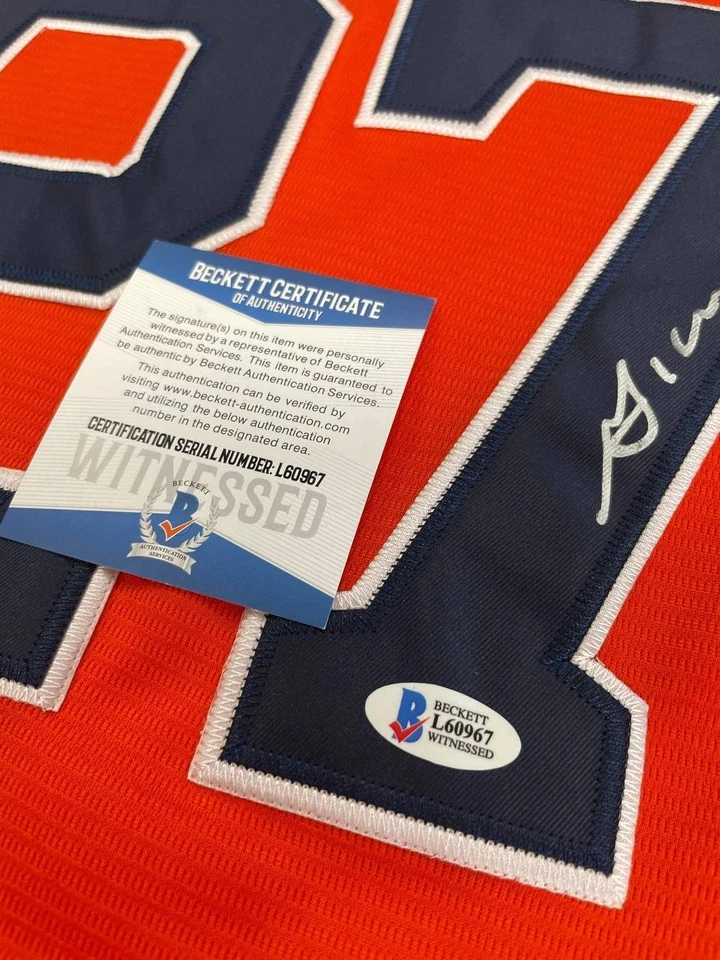 BECKETT CERTIFICATE
OF AUTHENTICITY
The signature(s) on this item were personally
witnessed by a representative of Beckett
Authentication Services. This item is guaranteed to
be authentic by Beckett Authentication Services.
This authentication can be verified by
visiting www.beckett-authentication.com
and utilizing the below authentication
number in the designated area.
CERTIFICATION SERIAL NUMBER: L60967
WITNESSED
BECKETT
B
AUTHENTICATION
SERVICES
7
B
BECKETT
L60967
WITNESSED